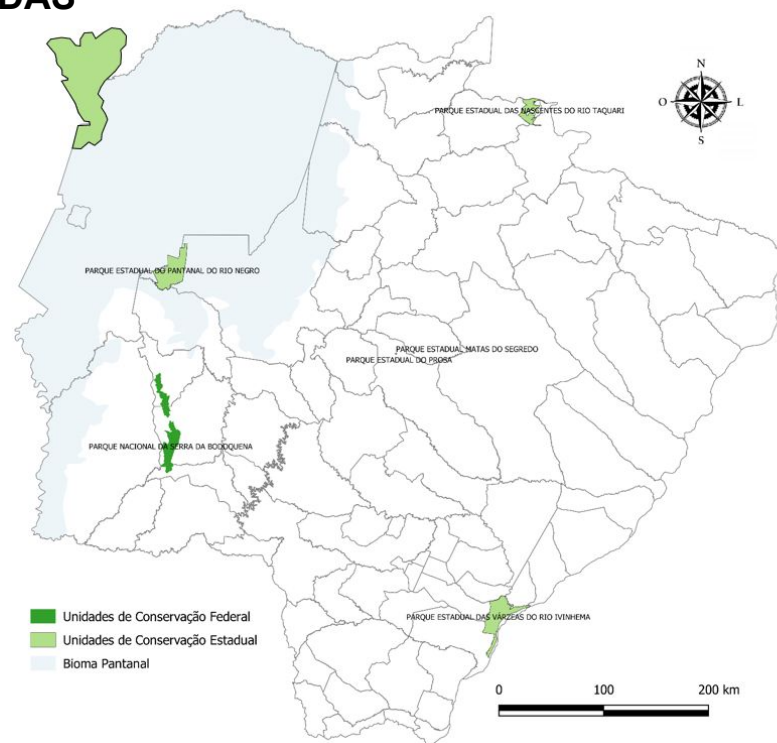 DAS
N
O
L
S
PARQUE ESTADUAL DAS NASCENTES DO RIO TAQUARI
PARQUE ESTADUAL DO PANTANAL DO RIO NEGRO
PARQUE ESTADUAL MATAS DO SEGREDO
PARQUE ESTADUAL DO PROSA
PARQUE NACIONAL DA SERRA DA BODOQUENA
PARQUE ESTADUAL DAS VÁRZEAS DO RIO IVINHEMA
Unidades de Conservação Federal
Unidades de Conservação Estadual
Bioma Pantanal
0 100 200 km